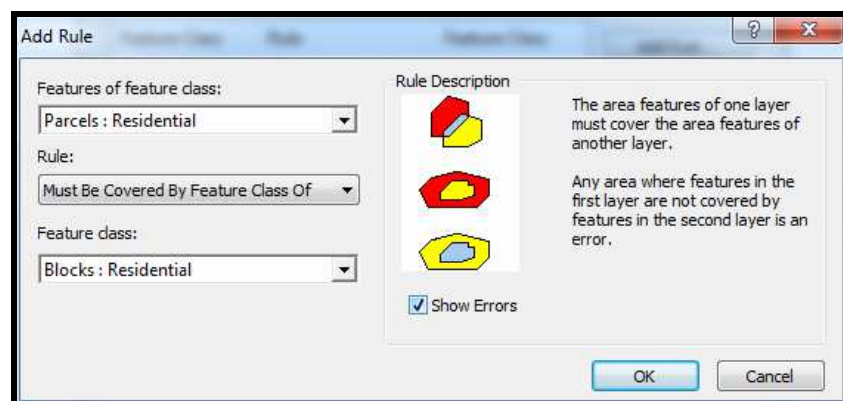 Add Rule
Features of feature class:
Parcels : Residential
Rule:
Must Be Covered By Feature Class Of
Feature class:
Blocks : Residential
Rule Description
The area features of one layer
must cover the area features of
another layer.
Any area where features in the
first layer are not covered by
features in the second layer is an
error.
Show Errors
OK
Cancel